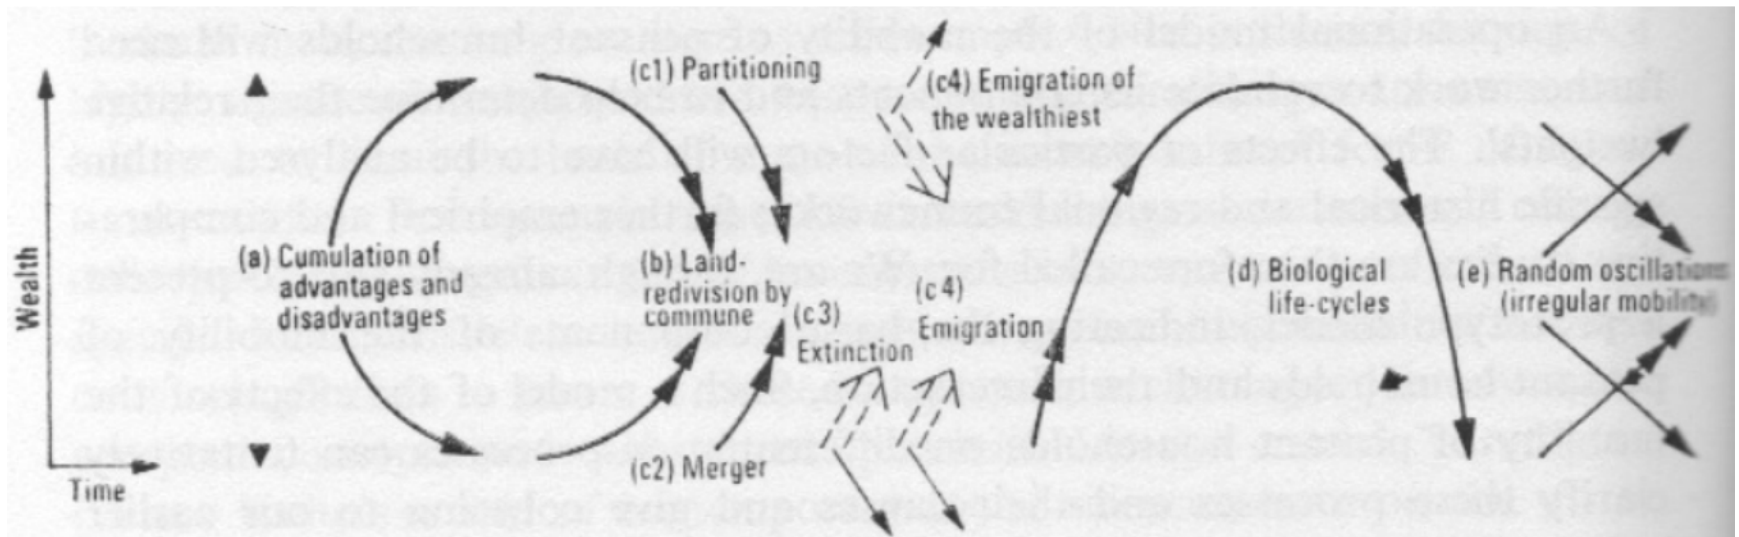 Wealth
Time
(a) Cumulation of
advantages and
disadvantages
(b) Land-
redivision by
commune
(c1) Partitioning
(c2) Merger
(c3)
Extinction
(c4) Emigration of
the wealthiest
(c4)
Emigration
(d) Biological
life-cycles
(e) Random oscillations
(irregular mobility)